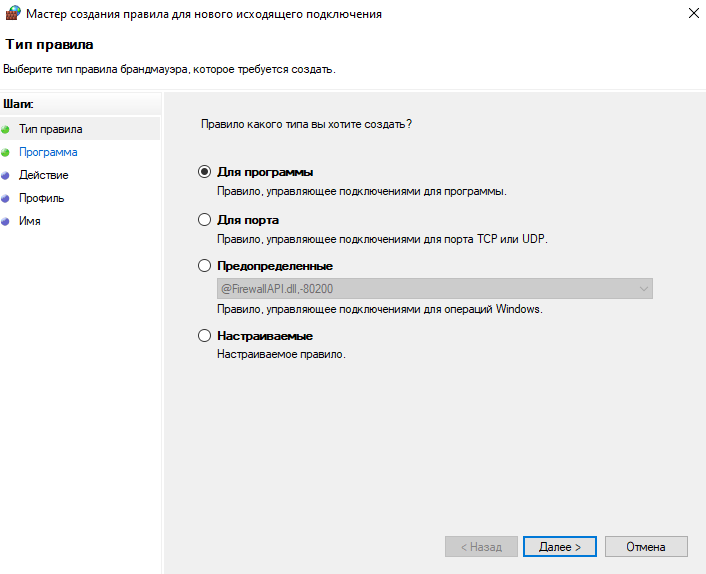 Мастер создания правила для нового исходящего подключения
Тип правила
Выберите тип правила брандмауэра, которое требуется создать.
Шаги:
Тип правила
Программа
Действие
Профиль
Имя
Правило какого типа вы хотите создать?
Для программы
Правило, управляющее подключениями для программы.
Для порта
Правило, управляющее подключениями для порта TCP или UDP.
Предопределенные
@FirewallAPI.dll,-80200
Правило, управляющее подключениями для операций Windows.
Настраиваемые
Настраиваемое правило.
< Назад
Далее >
Отмена